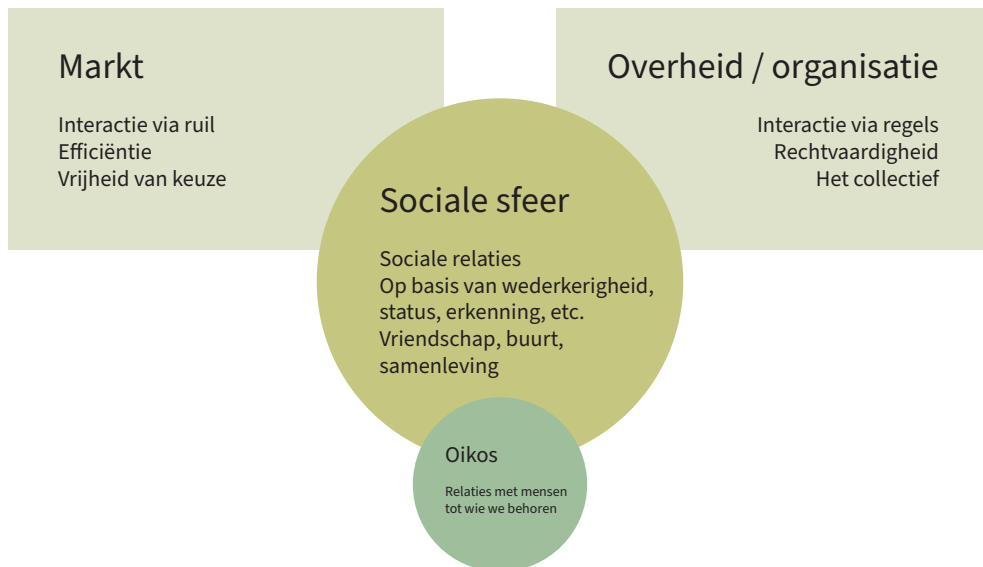 Markt
Interactie via ruil
Efficiëntie
Vrijheid van keuze
Overheid / organisatie
Interactie via regels
Rechtvaardigheid
Het collectief
Sociale sfeer
Sociale relaties
Op basis van wederkerigheid,
status, erkenning, etc.
Vriendschap, buurt,
samenleving
Oikos
Relaties met mensen
tot wie we behoren